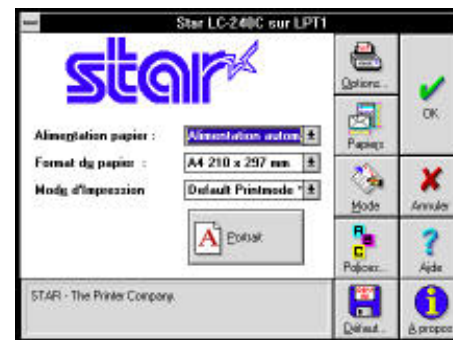 Star LC-240C sur LPT1
star
Alimentation papier :
Alimentation autom
Format du papier :
A4 210 x 297 mm
Mode d'Impression
Default Printmode *
A
Portrait
STAR - The Printer Company.
Options...
OK
Papiers
Mode
Annuler
A
B
C
Polices...
?
Aide
Défaut...
i
A propos